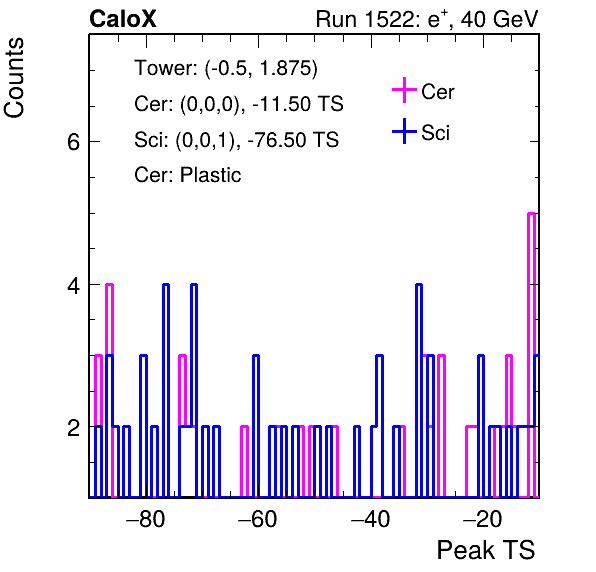 CaloX Run 1522: e+, 40 GeV
Counts
Tower: (-0.5, 1.875)
Cer: (0,0,0), -11.50 TS
Sci: (0,0,1), -76.50 TS
Cer: Plastic
Cer
Sci
6
4
2
−80 −60 −40 −20
Peak TS